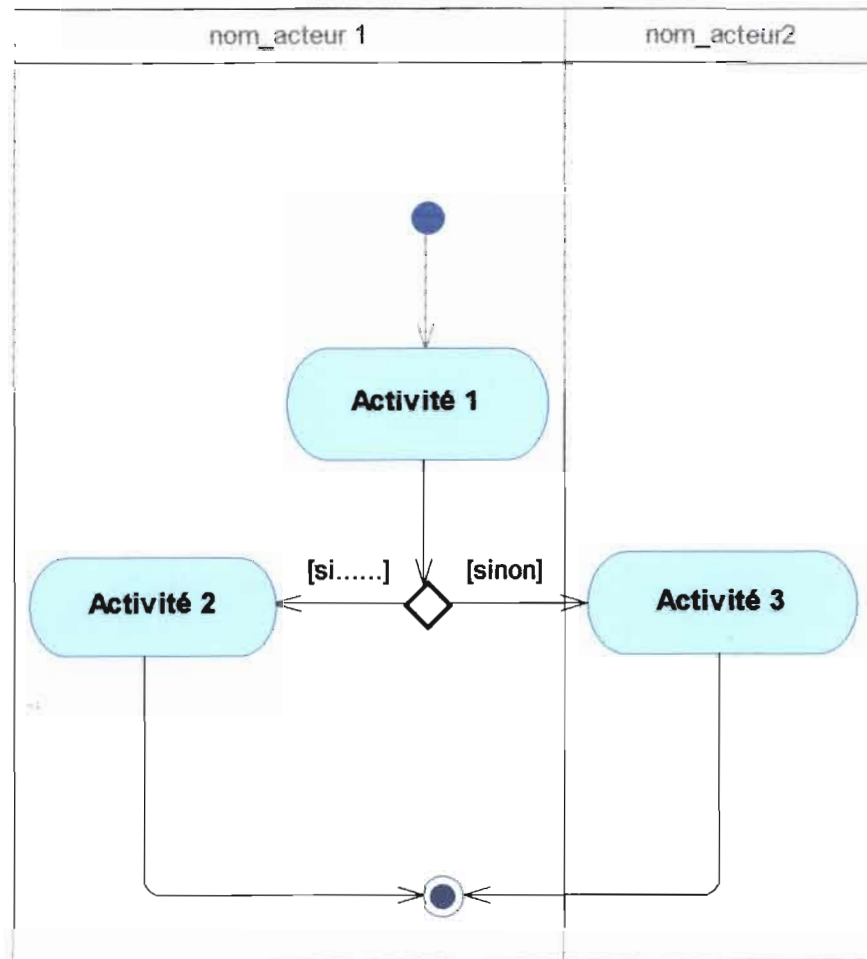 nom_acteur 1
nom_acteur2
Activité 1
[si......]
[sinon]
Activité 2
Activité 3